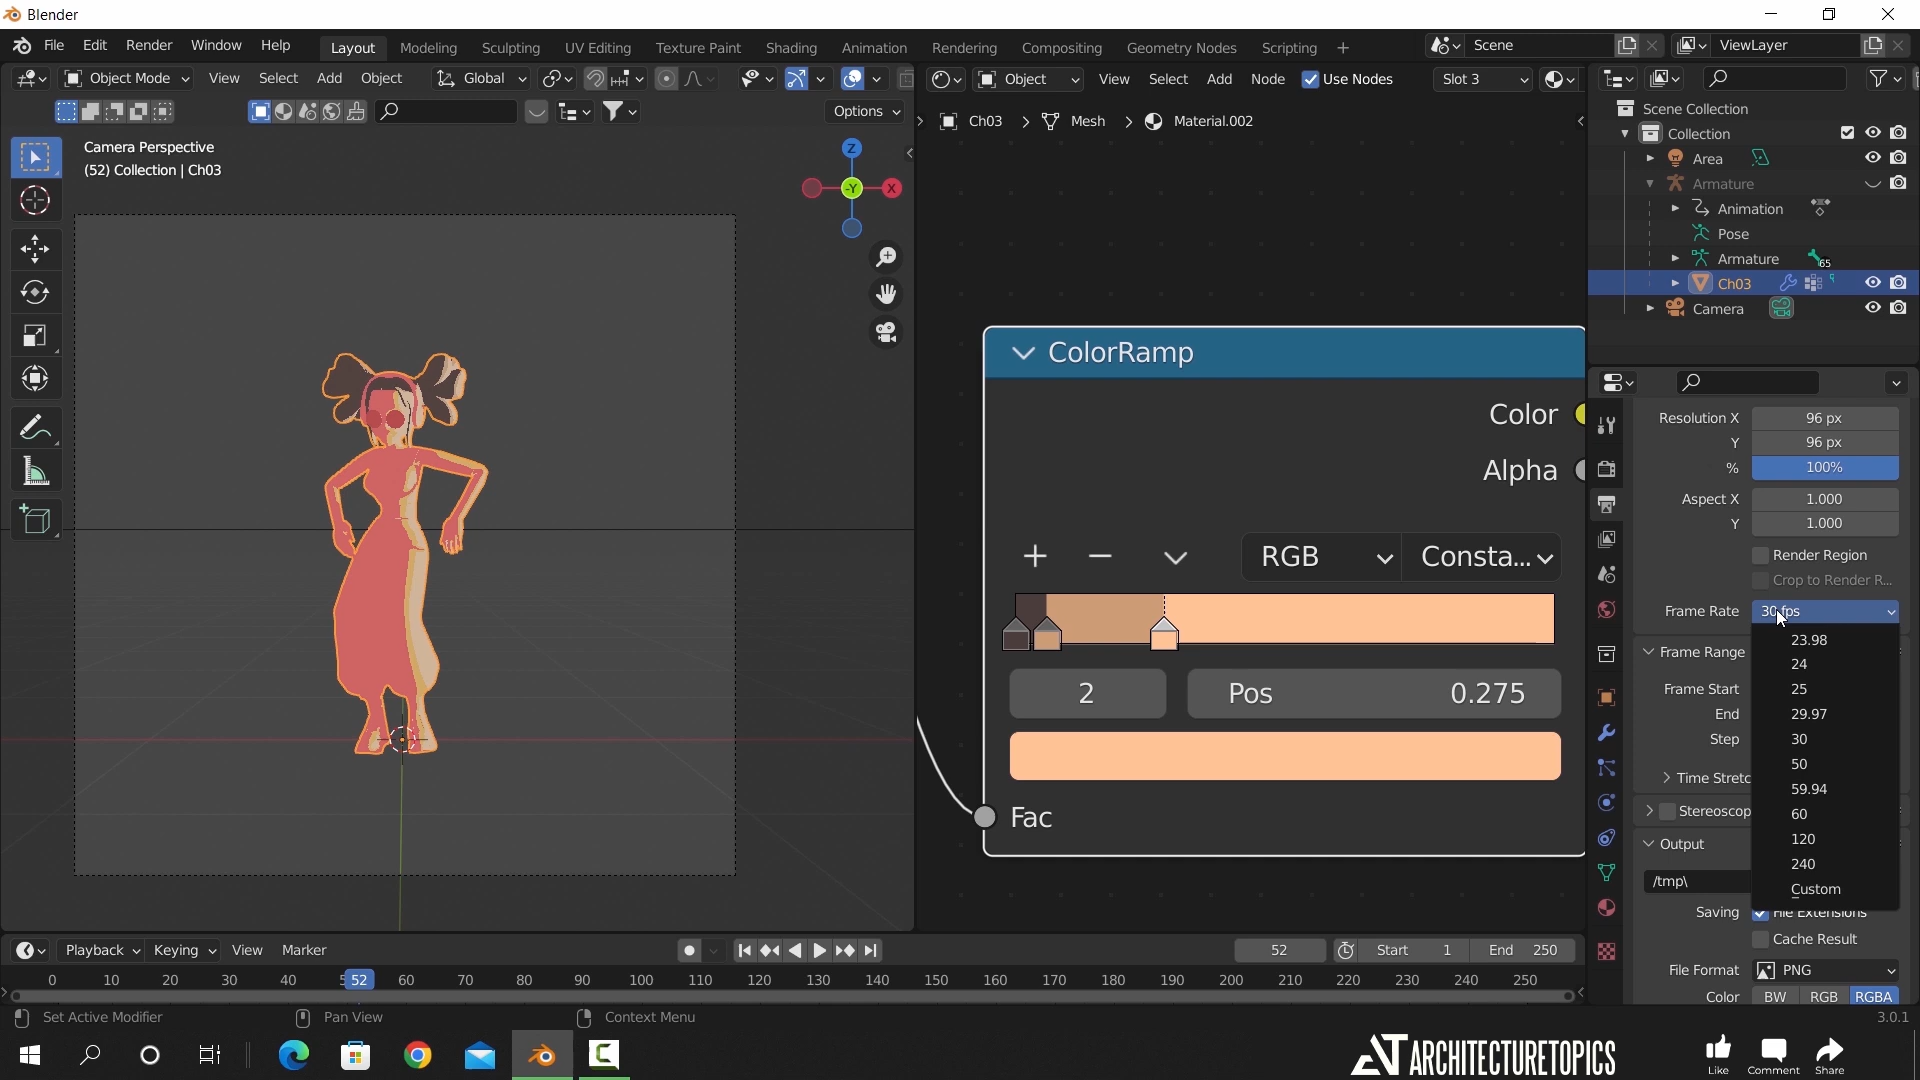 Blender
File Edit Render Window Help
Layout Modeling Sculpting UV Editing Texture Paint Shading Animation Rendering Compositing Geometry Nodes Scripting +
Scene
ViewLayer
Object Mode View Select Add Object Global
Object View Select Add Node Use Nodes Slot 3
Options
Camera Perspective
(52) Collection | Ch03
Z
-Y
X
Ch03 > Mesh > Material.002
ColorRamp
Color
Alpha
RGB
Consta...
2
Pos 0.275
Fac
Scene Collection
Collection
Area
Armature
Animation
Pose
Armature
65
Ch03
Camera
Resolution X 96 px
Y 96 px
% 100%
Aspect X 1.000
Y 1.000
Render Region
Crop to Render R...
Frame Rate 30 fps
23.98
24
25
29.97
30
50
59.94
60
120
240
Custom
Frame Range
Frame Start
End
Step
Time Stretc
Stereoscop
Output
/tmp\
Saving File Extensions
Cache Result
File Format PNG
Color BW RGB RGBA
Playback Keying View Marker
52 Start 1 End 250
0 10 20 30 40 5 52 60 70 80 90 100 110 120 130 140 150 160 170 180 190 200 210 220 230 240 250
Set Active Modifier Pan View Context Menu
3.0.1
ARCHITECTURETOPICS
Like Comment Share